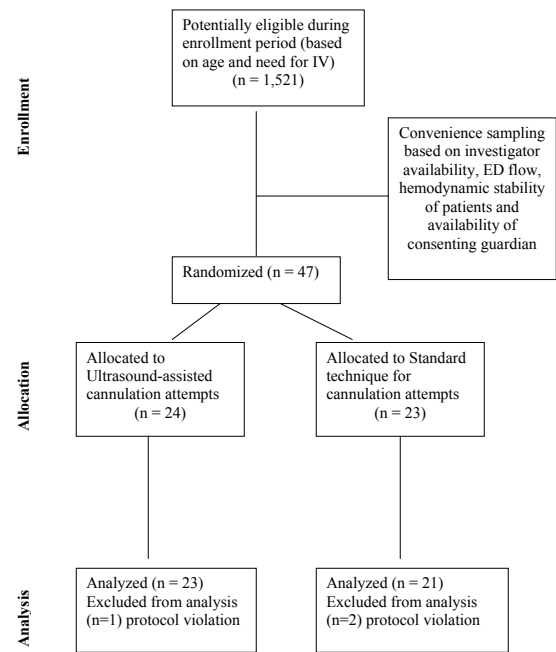 Enrollment
Potentially eligible during
enrollment period (based
on age and need for IV)
(n = 1,521)
Convenience sampling
based on investigator
availability, ED flow,
hemodynamic stability
of patients and
availability of
consenting guardian
Randomized (n = 47)
Allocation
Allocated to
Ultrasound-assisted
cannulation attempts
(n = 24)
Allocated to Standard
technique for
cannulation attempts
(n = 23)
Analysis
Analyzed (n = 23)
Excluded from analysis
(n=1) protocol violation
Analyzed (n = 21)
Excluded from analysis
(n=2) protocol violation